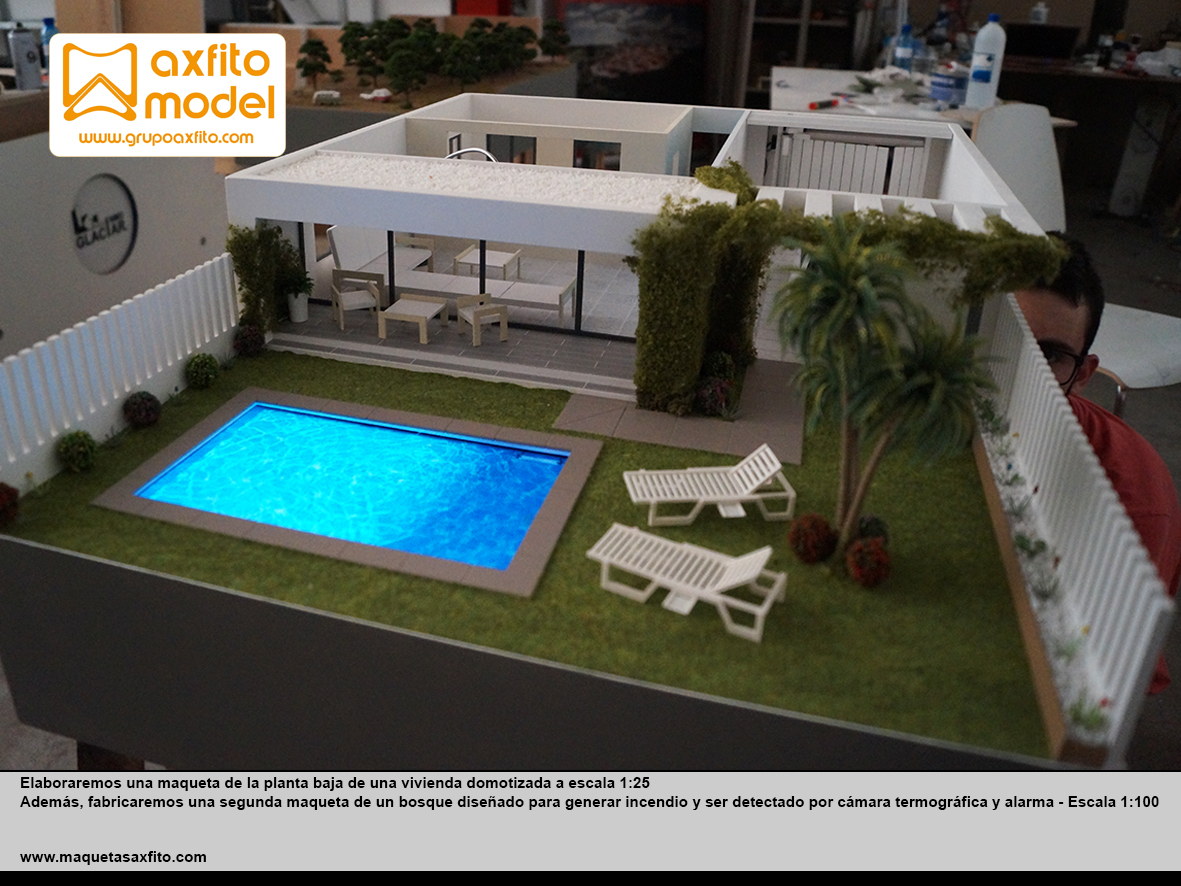 axfito
model
www.grupoaxfito.com
GLACIAR
Elaboraremos una maqueta de la planta baja de una vivienda domotizada a escala 1:25
Además, fabricaremos una segunda maqueta de un bosque diseñado para generar incendio y ser detectado por cámara termográfica y alarma - Escala 1:100
www.maquetasaxfito.com